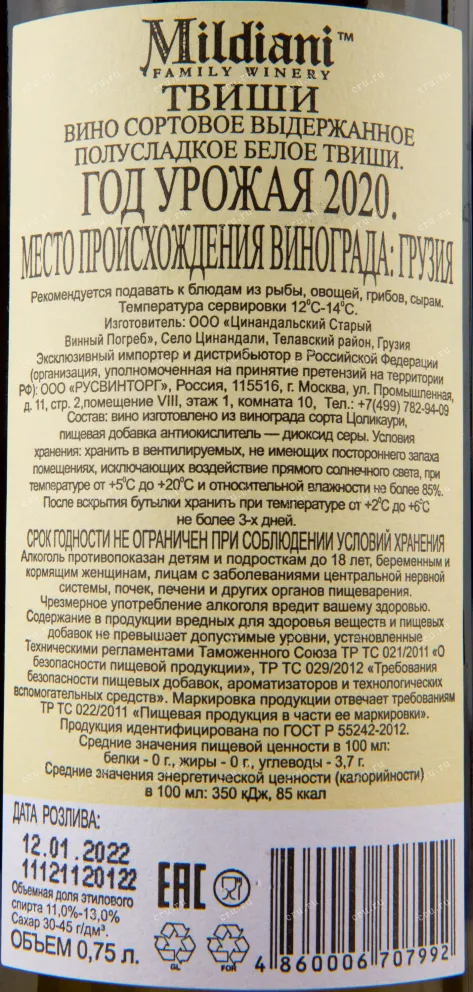 Mildiani™
FAMILY WINERY
ТВИШИ
ВИНО СОРТОВОЕ ВЫДЕРЖАННОЕ
ПОЛУСЛАДКОЕ БЕЛОЕ ТВИШИ.
ГОД УРОЖАЯ 2020.
МЕСТО ПРОИСХОЖДЕНИЯ ВИНОГРАДА: ГРУЗИЯ
Рекомендуется подавать к блюдам из рыбы, овощей, грибов, сырам.
Температура сервировки 12°С-14°С.
Изготовитель: ООО «Цинандальский Старый
Винный Погреб», Село Цинандали, Телавский район, Грузия
Эксклюзивный импортер и дистрибьютор в Российской Федерации
(организация, уполномоченная на принятие претензий на территории
РФ): ООО «РУСВИНТОРГ», Россия, 115516, г. Москва, ул. Промышленная,
д. 11, стр. 2,помещение VIII, этаж 1, комната 10, Тел.: +7(499) 782-94-09
Состав: вино изготовлено из винограда сорта Цоликаури,
пищевая добавка антиокислитель — диоксид серы. Условия
хранения: хранить в вентилируемых, не имеющих постороннего запаха
помещениях, исключающих воздействие прямого солнечного света, при
температуре от +5°С до +20°С и относительной влажности не более 85%.
После вскрытия бутылки хранить при температуре от +2°С до +6°С
не более 3-х дней.
СРОК ГОДНОСТИ НЕ ОГРАНИЧЕН ПРИ СОБЛЮДЕНИИ УСЛОВИЙ ХРАНЕНИЯ
Алкоголь противопоказан детям и подросткам до 18 лет, беременным и
кормящим женщинам, лицам с заболеваниями центральной нервной
системы, почек, печени и других органов пищеварения.
Чрезмерное употребление алкоголя вредит вашему здоровью.
Содержание в продукции вредных для здоровья веществ и пищевых
добавок не превышает допустимые уровни, установленные
Техническими регламентами Таможенного Союза ТР ТС 021/2011 «О
безопасности пищевой продукции», ТР ТС 029/2012 «Требования
безопасности пищевых добавок, ароматизаторов и технологических
вспомогательных средств». Маркировка продукции отвечает требованиям
ТР ТС 022/2011 «Пищевая продукция в части ее маркировки».
Продукция идентифицирована по ГОСТ Р 55242-2012.
Средние значения пищевой ценности в 100 мл:
белки - 0 г., жиры - 0 г., углеводы - 3,7 г.
Средние значения энергетической ценности (калорийности)
в 100 мл: 350 кДж, 85 ккал
ДАТА РОЗЛИВА:
12.01.2022
11121120122
Объемная доля этилового
спирта 11,0%-13,0%
Сахар 30-45 г/дм³.
ОБЪЕМ 0,75 л.
EAC
GL
FOR
4 860006 707992